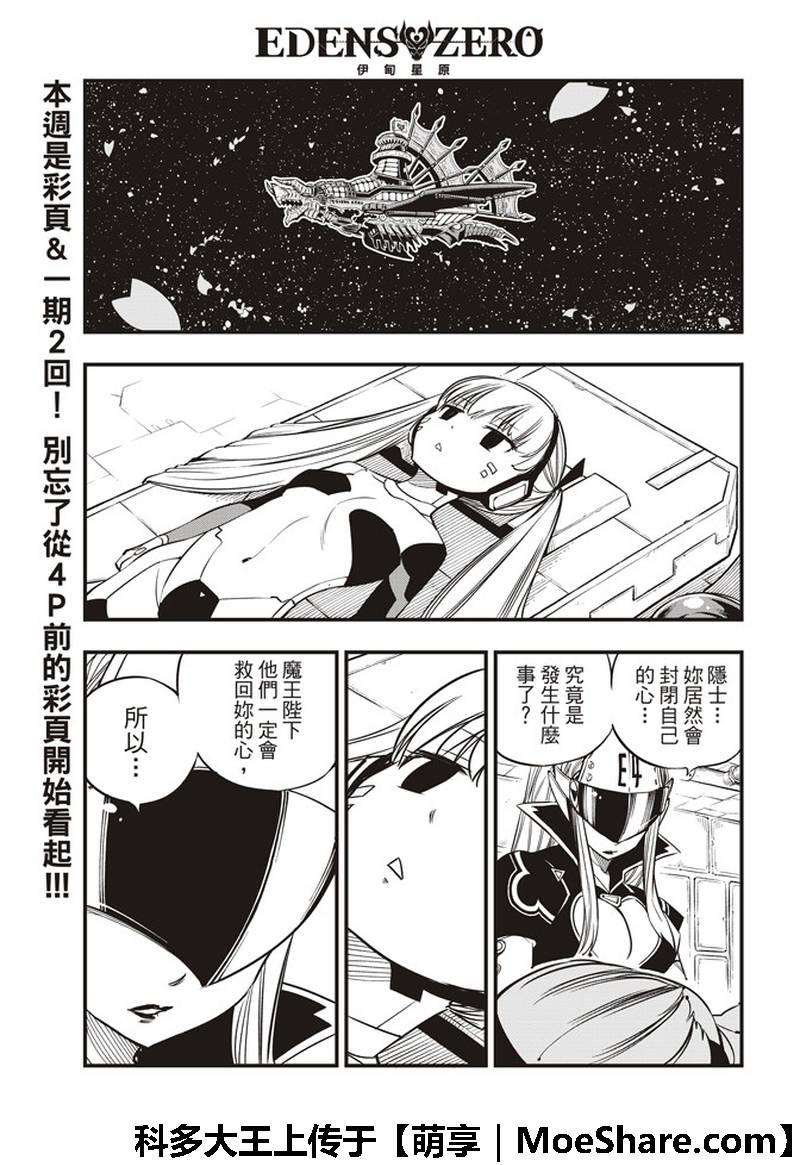 EDENS ZERO
伊甸星原
本週是彩頁＆一期2回！ 別忘了從4P前的彩頁開始看起!!!
隱士…
妳居然會
封閉自己
的心…
究竟是
發生什麼
事了？
E4
魔王陛下
他們一定會
救回妳的心，
所以…
科多大王上传于【萌享｜MoeShare.com】